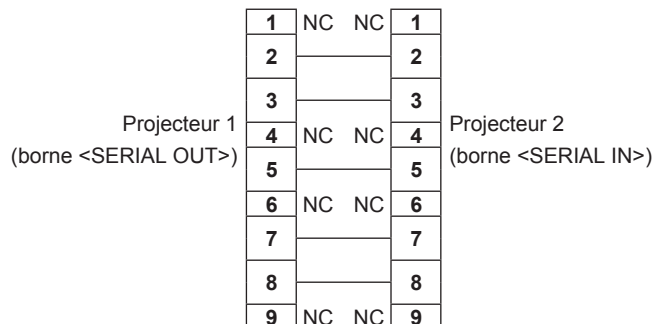 1 NC NC 1
2 2
3 3
Projecteur 1
(borne <SERIAL OUT>)
4 NC NC 4
Projecteur 2
(borne <SERIAL IN>)
5 5
6 NC NC 6
7 7
8 8
9 NC NC 9